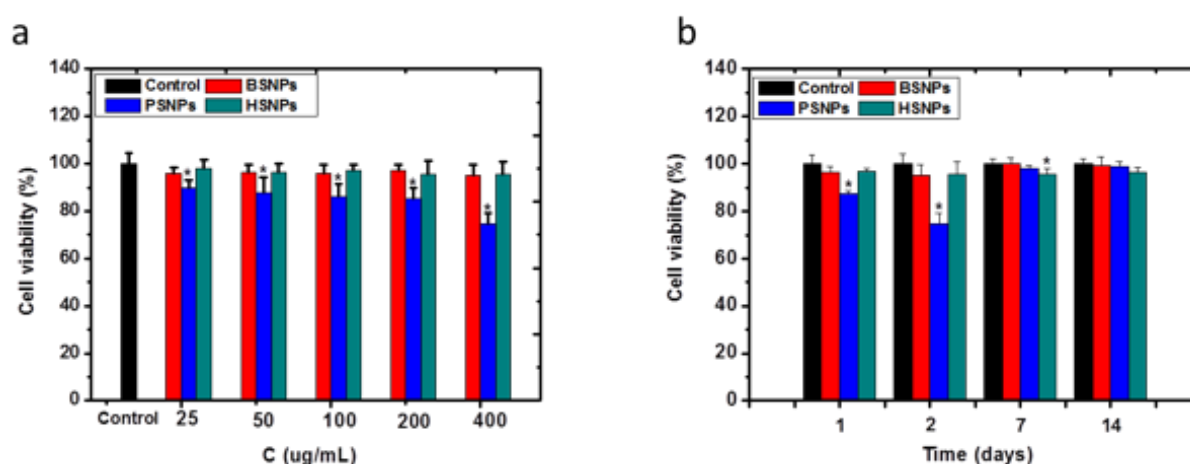 a
140
120
100
80
60
40
20
0
Cell viability (%)
Control BSNPs
PSNPs HSNPs
* * * * *
Control 25 50 100 200 400
C (ug/mL)
b
140
120
100
80
60
40
20
0
Cell viability (%)
Control BSNPs
PSNPs HSNPs
* * *
1 2 7 14
Time (days)